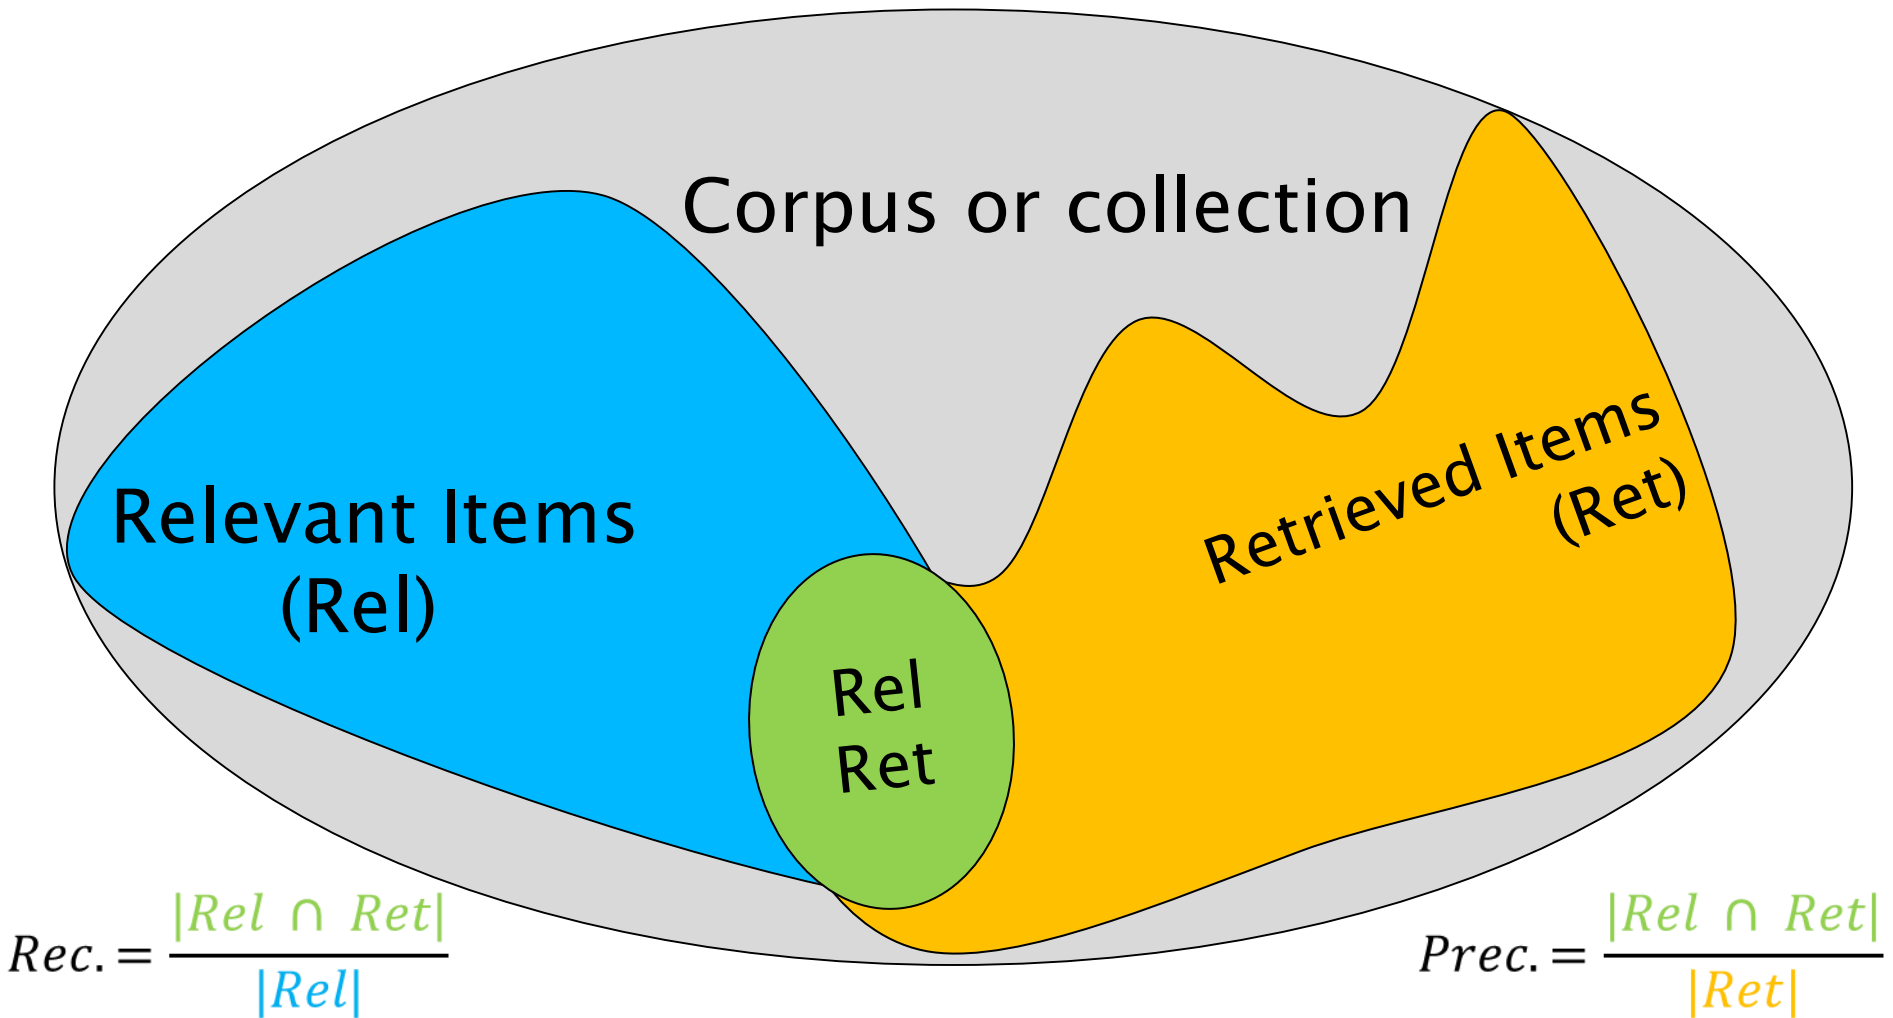 Corpus or collection
Relevant Items
(Rel)
Retrieved Items
(Ret)
Rel
Ret
Rec. = |Rel ∩ Ret| / |Rel|
Prec. = |Rel ∩ Ret| / |Ret|